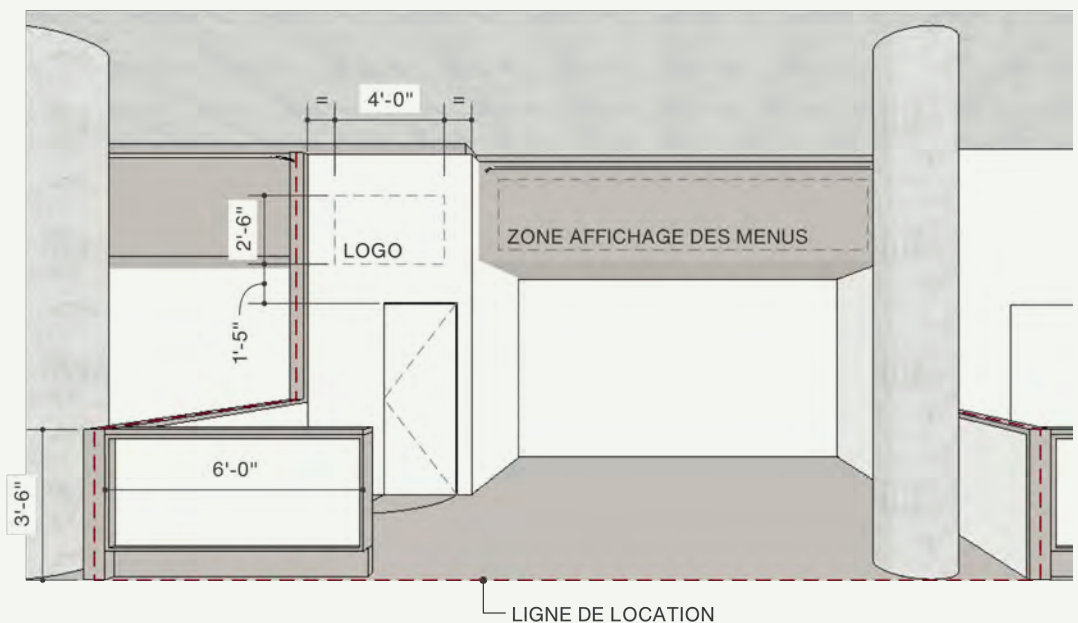 = 4'-0" =
2'-6"
LOGO
ZONE AFFICHAGE DES MENUS
1'-5"
6'-0"
3'-6"
LIGNE DE LOCATION